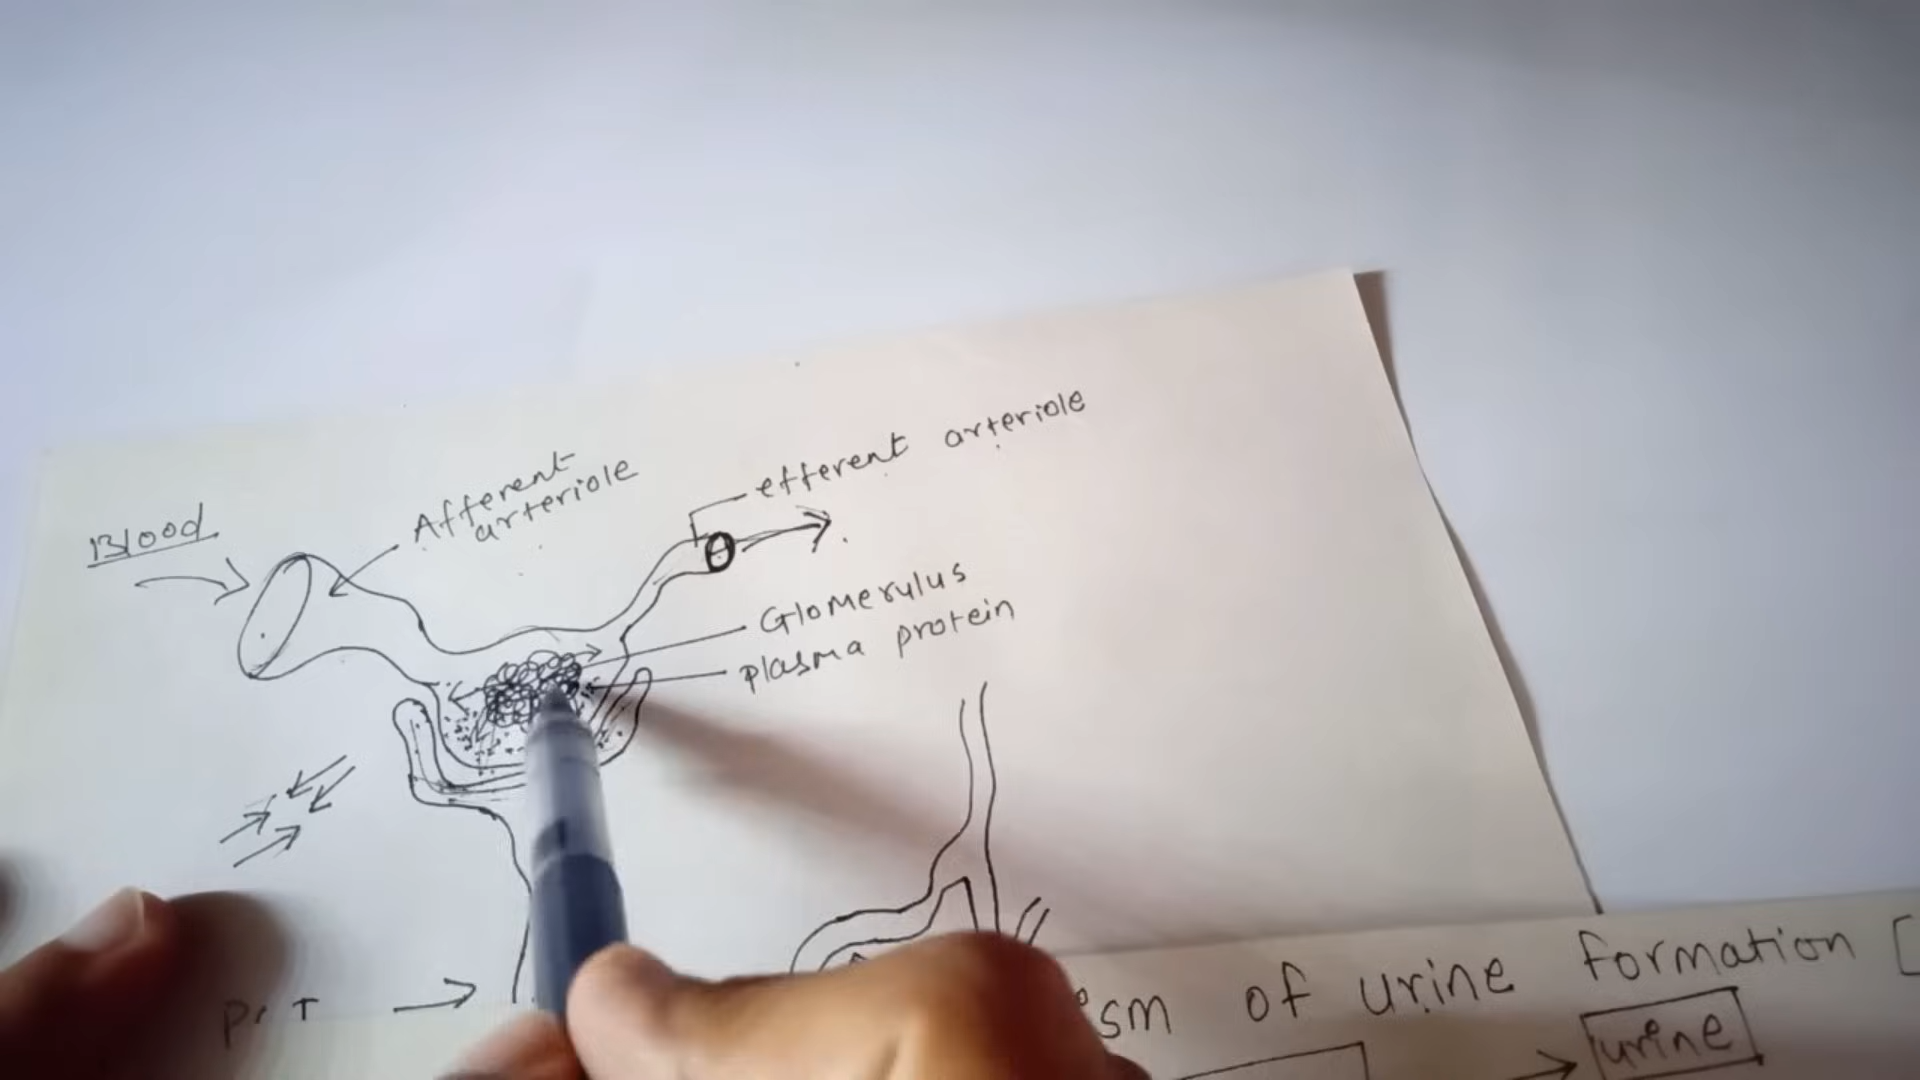 Blood
Afferent
arteriole
efferent arteriole
Glomerulus
plasma protein
of urine formation [
urine